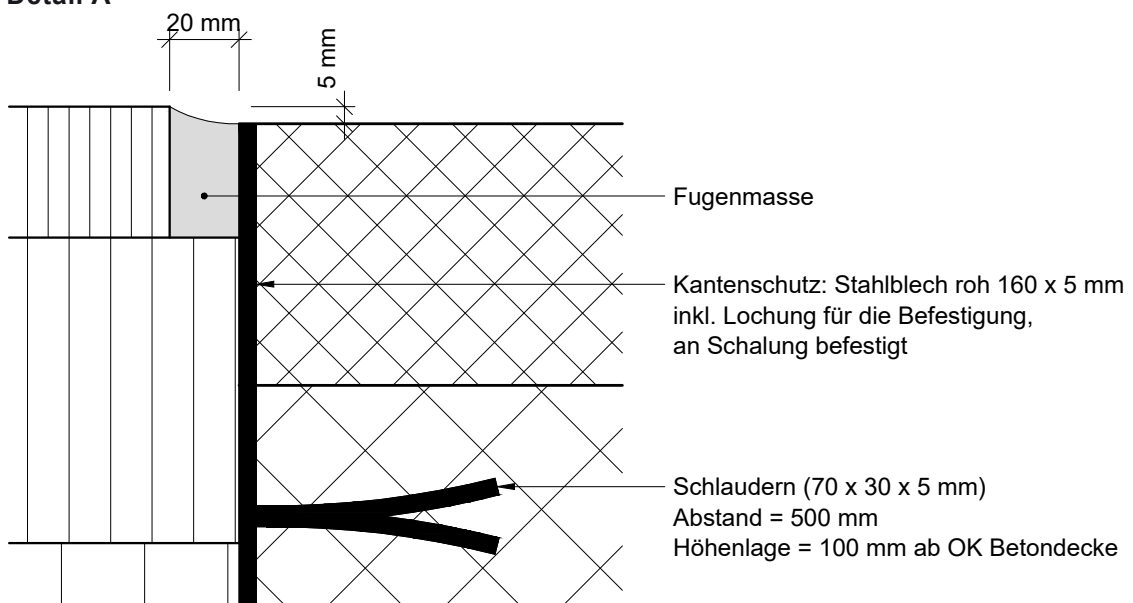 Detail A
20 mm
5 mm
Fugenmasse
Kantenschutz: Stahlblech roh 160 x 5 mm
inkl. Lochung für die Befestigung,
an Schalung befestigt
Schlaudern (70 x 30 x 5 mm)
Abstand = 500 mm
Höhenlage = 100 mm ab OK Betondecke